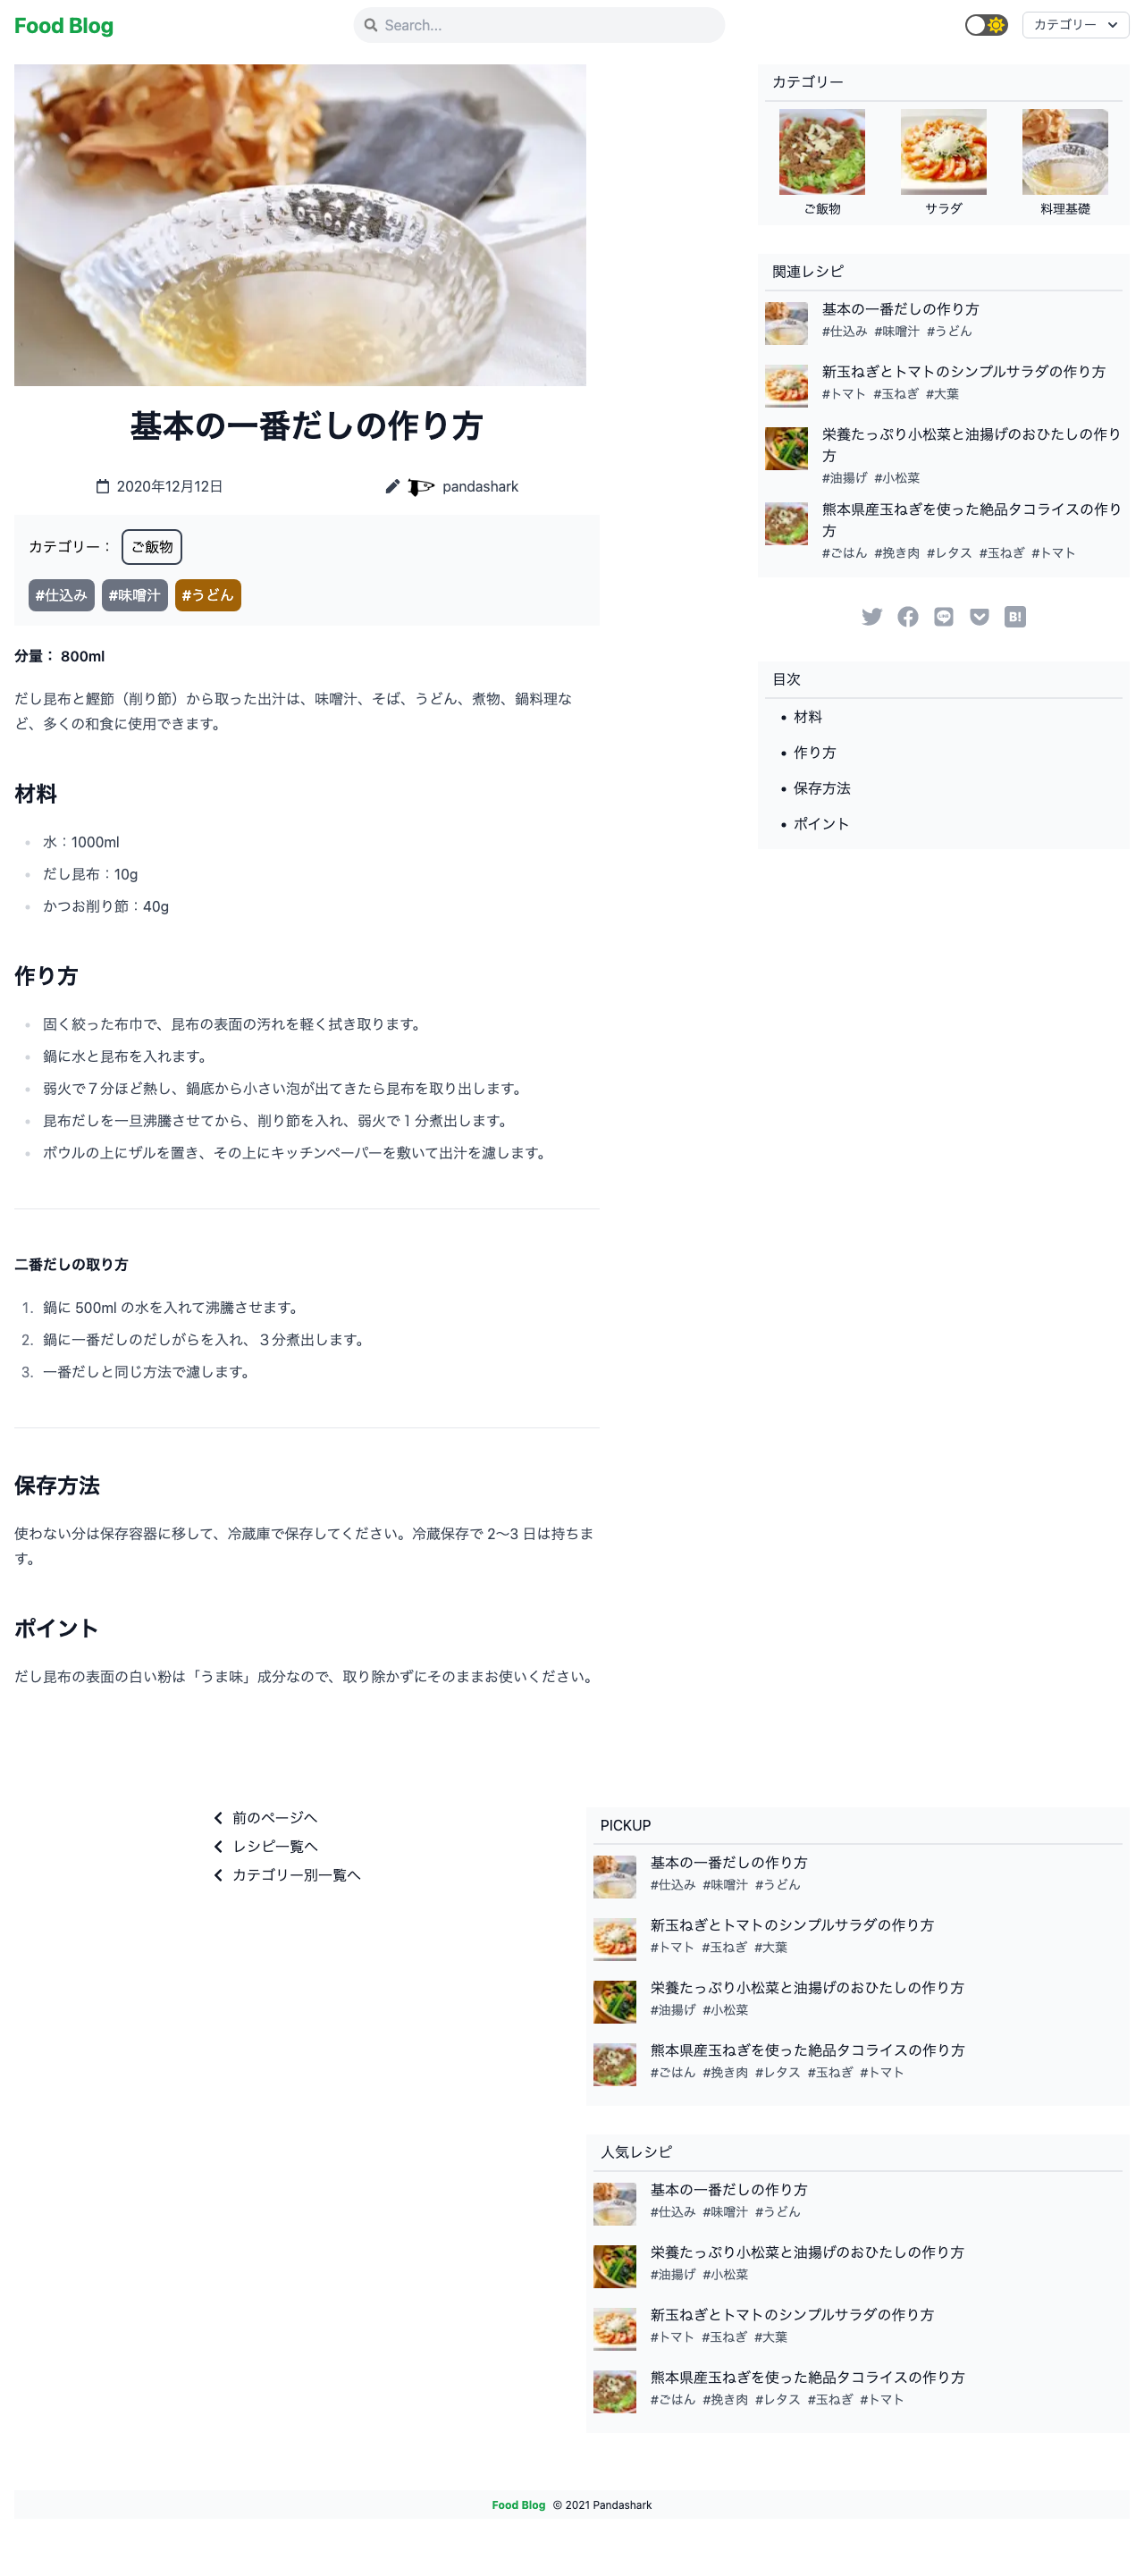 Food Blog
Search...
カテゴリー
基本の一番だしの作り方
2020年12月12日
pandashark
カテゴリー： ご飯物
#仕込み #味噌汁 #うどん
分量： 800ml
だし昆布と鰹節（削り節）から取った出汁は、味噌汁、そば、うどん、煮物、鍋料理な
ど、多くの和食に使用できます。
材料
水：1000ml
だし昆布：10g
かつお削り節：40g
作り方
固く絞った布巾で、昆布の表面の汚れを軽く拭き取ります。
鍋に水と昆布を入れます。
弱火で７分ほど熱し、鍋底から小さい泡が出てきたら昆布を取り出します。
昆布だしを一旦沸騰させてから、削り節を入れ、弱火で１分煮出します。
ボウルの上にザルを置き、その上にキッチンペーパーを敷いて出汁を濾します。
二番だしの取り方
1. 鍋に 500ml の水を入れて沸騰させます。
2. 鍋に一番だしのだしがらを入れ、３分煮出します。
3. 一番だしと同じ方法で濾します。
保存方法
使わない分は保存容器に移して、冷蔵庫で保存してください。冷蔵保存で 2〜3 日は持ちま
す。
ポイント
だし昆布の表面の白い粉は「うま味」成分なので、取り除かずにそのままお使いください。
カテゴリー
ご飯物
サラダ
料理基礎
関連レシピ
基本の一番だしの作り方
#仕込み #味噌汁 #うどん
新玉ねぎとトマトのシンプルサラダの作り方
#トマト #玉ねぎ #大葉
栄養たっぷり小松菜と油揚げのおひたしの作り
方
#油揚げ #小松菜
熊本県産玉ねぎを使った絶品タコライスの作り
方
#ごはん #挽き肉 #レタス #玉ねぎ #トマト
LINE
B!
目次
• 材料
• 作り方
• 保存方法
• ポイント
前のページへ
レシピ一覧へ
カテゴリー別一覧へ
PICKUP
基本の一番だしの作り方
#仕込み #味噌汁 #うどん
新玉ねぎとトマトのシンプルサラダの作り方
#トマト #玉ねぎ #大葉
栄養たっぷり小松菜と油揚げのおひたしの作り方
#油揚げ #小松菜
熊本県産玉ねぎを使った絶品タコライスの作り方
#ごはん #挽き肉 #レタス #玉ねぎ #トマト
人気レシピ
基本の一番だしの作り方
#仕込み #味噌汁 #うどん
栄養たっぷり小松菜と油揚げのおひたしの作り方
#油揚げ #小松菜
新玉ねぎとトマトのシンプルサラダの作り方
#トマト #玉ねぎ #大葉
熊本県産玉ねぎを使った絶品タコライスの作り方
#ごはん #挽き肉 #レタス #玉ねぎ #トマト
Food Blog © 2021 Pandashark